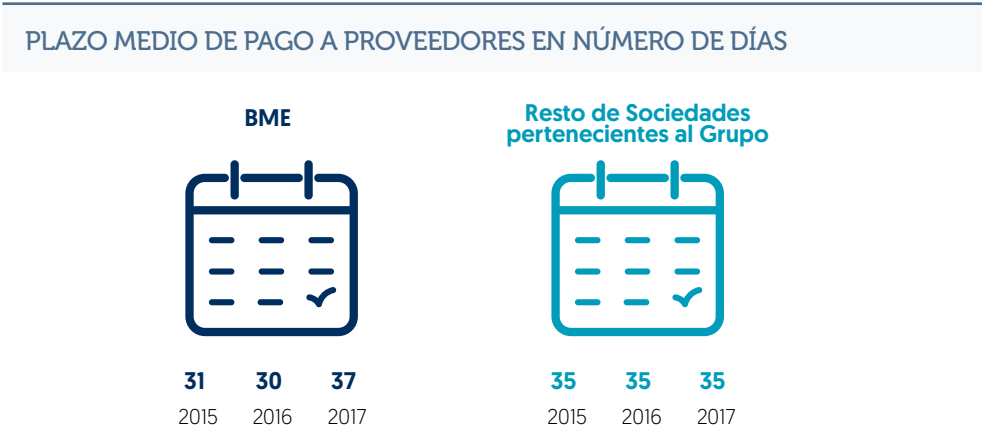 PLAZO MEDIO DE PAGO A PROVEEDORES EN NÚMERO DE DÍAS
BME
31 30 37
2015 2016 2017
Resto de Sociedades
pertenecientes al Grupo
35 35 35
2015 2016 2017